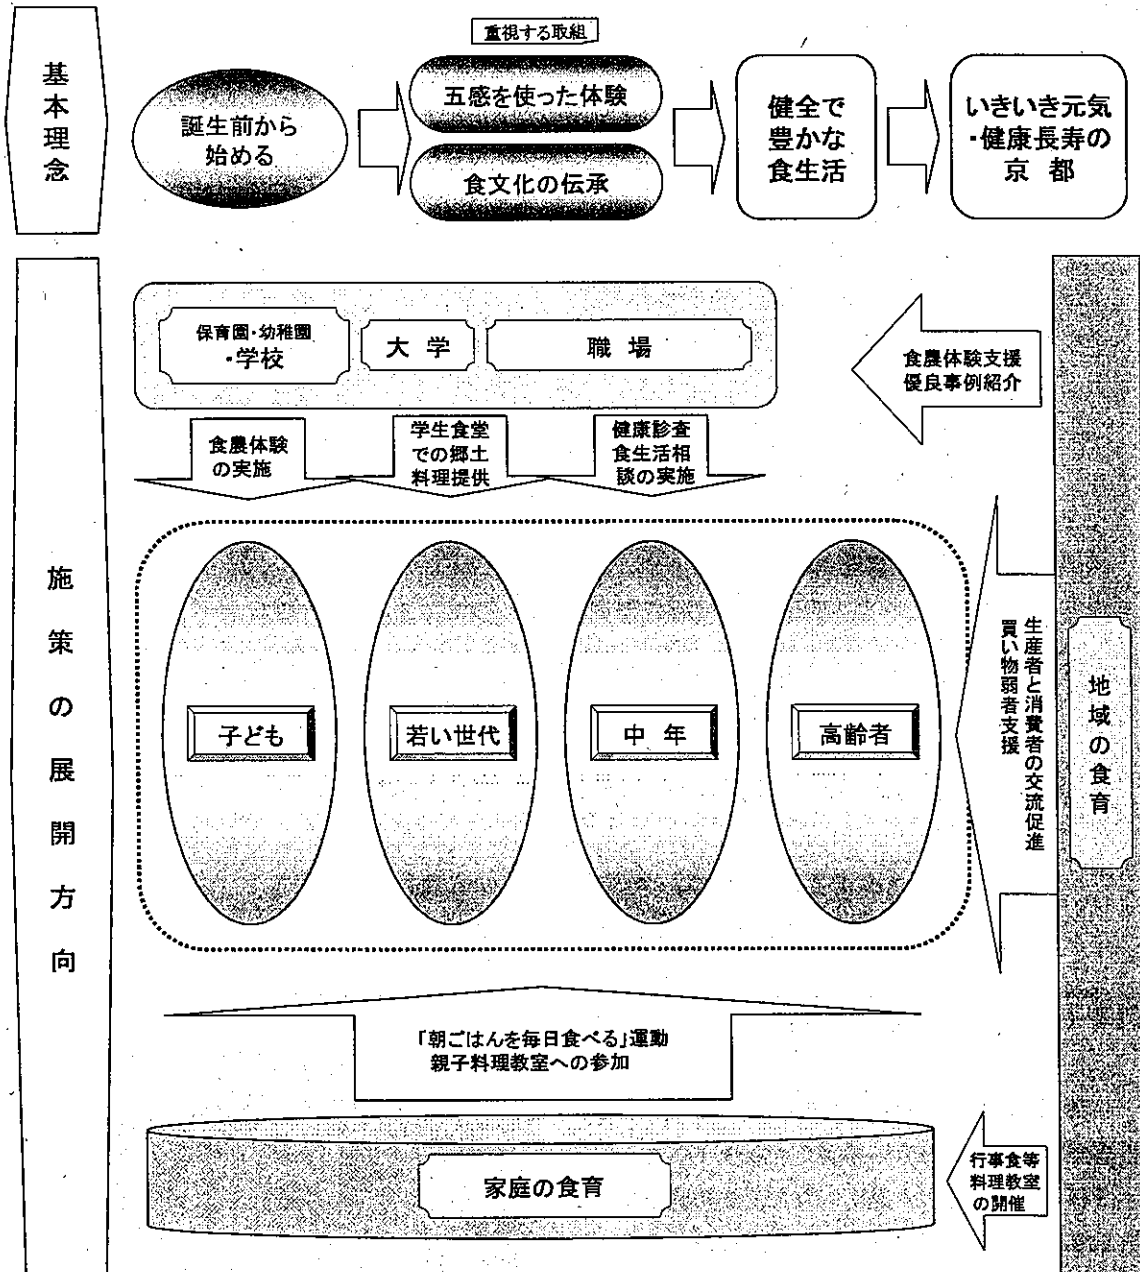 基本理念
重視する取組
誕生前から
始める
五感を使った体験
食文化の伝承
健全で
豊かな
食生活
いきいき元気
・健康長寿の
京 都
施策の展開方向
保育園・幼稚園
・学校
大 学
職 場
食農体験支援
優良事例紹介
食農体験
の実施
学生食堂
での郷土
料理提供
健康診査
食生活相
談の実施
子ども
若い世代
中 年
高齢者
生産者と消費者の交流促進
買い物弱者支援
地域の食育
「朝ごはんを毎日食べる」運動
親子料理教室への参加
家庭の食育
行事食等
料理教室
の開催